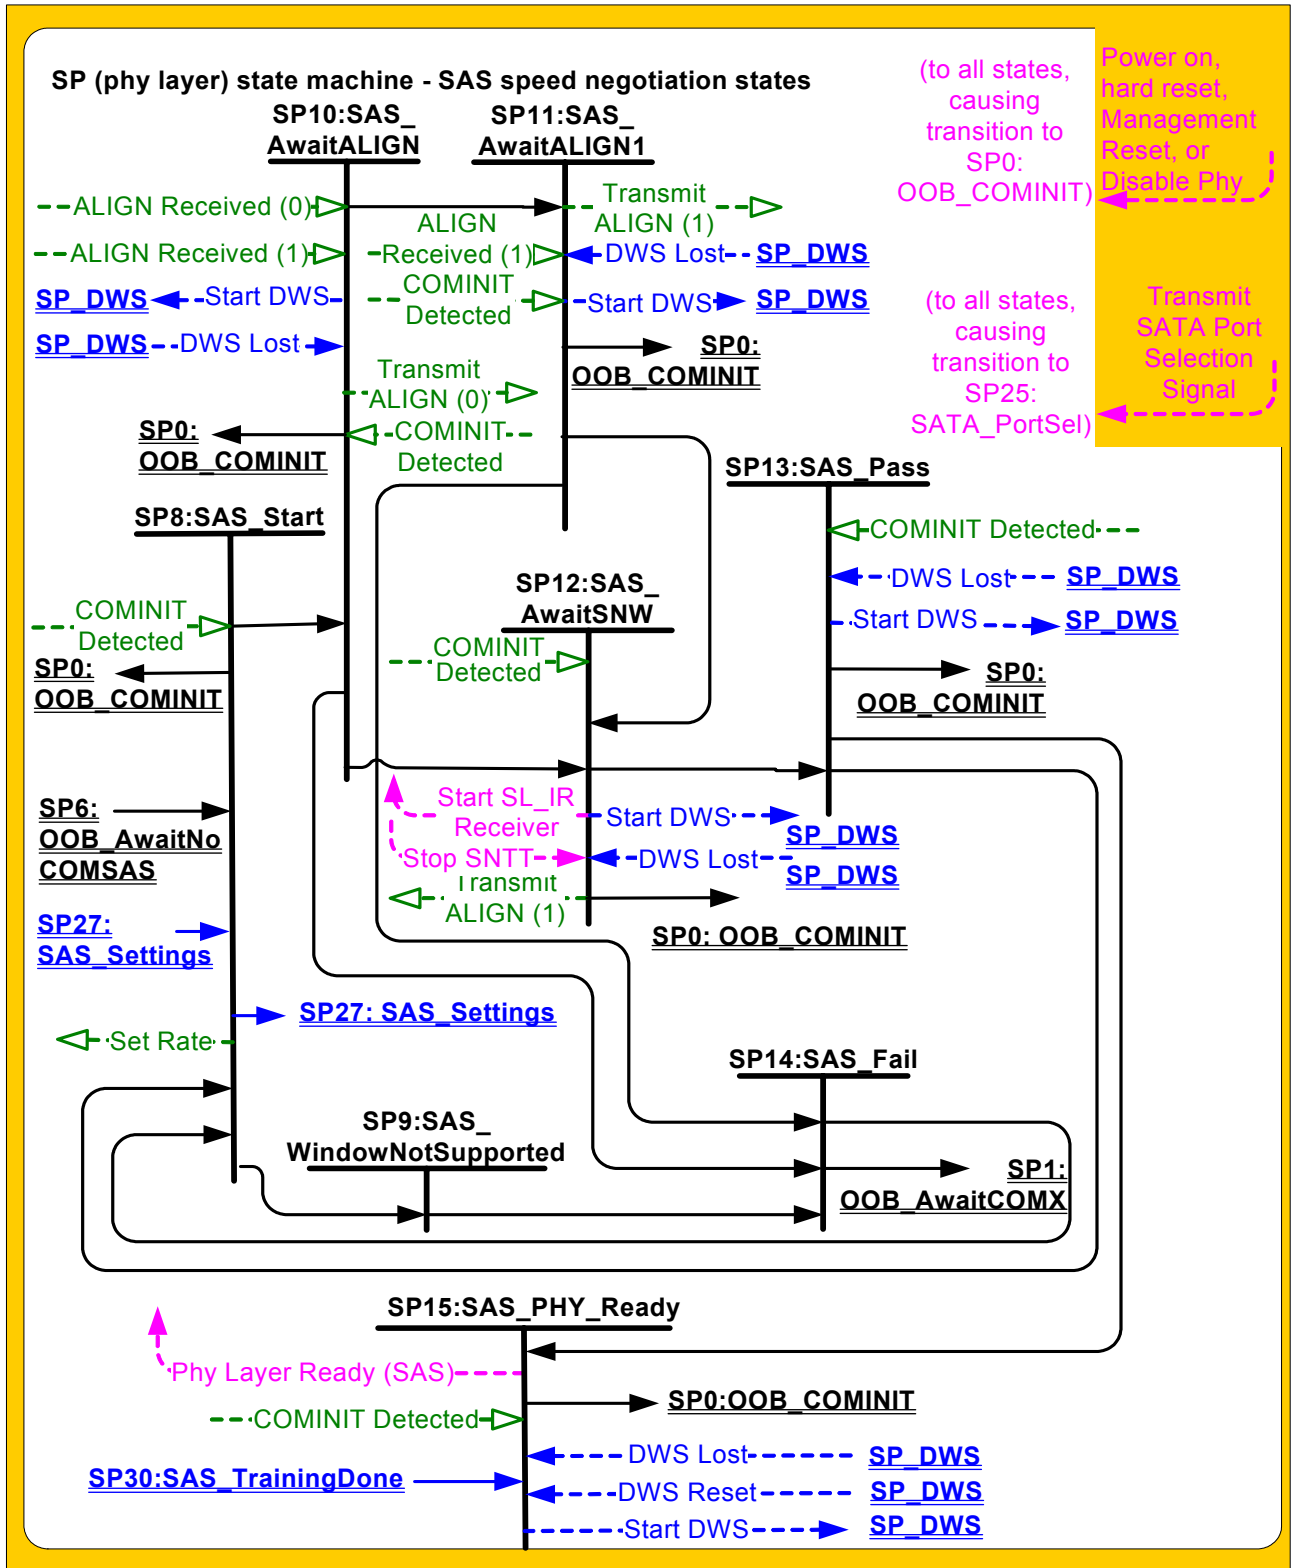 SP (phy layer) state machine - SAS speed negotiation states
(to all states,
causing
transition to
SP0:
OOB_COMINIT)
Power on,
hard reset,
Management
Reset, or
Disable Phy
(to all states,
causing
transition to
SP25:
SATA_PortSel)
Transmit
SATA Port
Selection
Signal
SP10:SAS_
AwaitALIGN
ALIGN Received (0)
ALIGN Received (1)
SP_DWS
Start DWS
SP_DWS
DWS Lost
Transmit
ALIGN (0)
COMINIT
Detected
SP0:
OOB_COMINIT
SP11:SAS_
AwaitALIGN1
Transmit
ALIGN (1)
ALIGN
Received (1)
DWS Lost
SP_DWS
COMINIT
Detected
Start DWS
SP_DWS
SP0:
OOB_COMINIT
SP13:SAS_Pass
COMINIT Detected
DWS Lost
SP_DWS
Start DWS
SP_DWS
SP0:
OOB_COMINIT
SP8:SAS_Start
COMINIT
Detected
SP0:
OOB_COMINIT
SP6:
OOB_AwaitNo
COMSAS
SP27:
SAS_Settings
SP27: SAS_Settings
Set Rate
SP12:SAS_
AwaitSNW
COMINIT
Detected
Start SL_IR
Receiver
Start DWS
SP_DWS
Stop SNTT
DWS Lost
SP_DWS
Transmit
ALIGN (1)
SP0: OOB_COMINIT
SP14:SAS_Fail
SP1:
OOB_AwaitCOMX
SP9:SAS_
WindowNotSupported
SP15:SAS_PHY_Ready
Phy Layer Ready (SAS)
SP0:OOB_COMINIT
COMINIT Detected
DWS Lost
SP_DWS
SP30:SAS_TrainingDone
DWS Reset
SP_DWS
Start DWS
SP_DWS